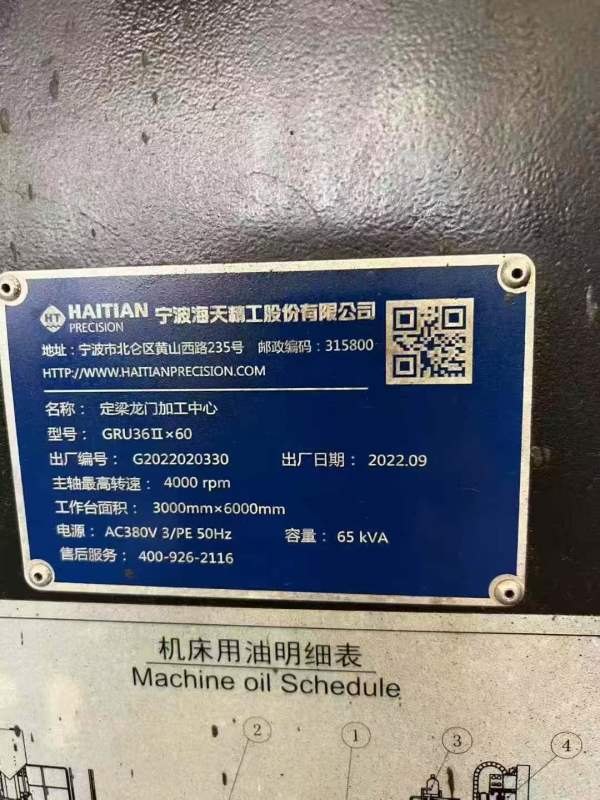 HT HAITIAN PRECISION 宁波海天精工股份有限公司
地址：宁波市北仑区黄山西路235号 邮政编码：315800
HTTP://WWW.HAITIANPRECISION.COM
名称： 定梁龙门加工中心
型号： GRU36Ⅱ×60
出厂编号： G2022020330 出厂日期： 2022.09
主轴最高转速： 4000 rpm
工作台面积： 3000mm×6000mm
电源： AC380V 3/PE 50Hz 容量： 65 kVA
售后服务： 400-926-2116
机床用油明细表
Machine oil Schedule
2 1 3 4